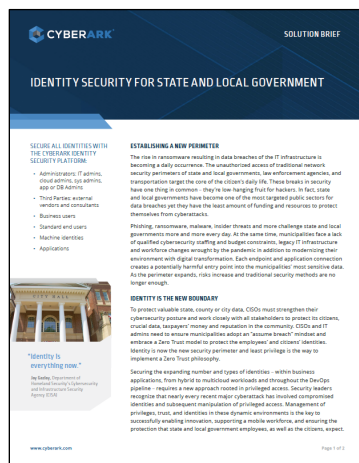 CYBERARK
SOLUTION BRIEF
IDENTITY SECURITY FOR STATE AND LOCAL GOVERNMENT
SECURE ALL IDENTITIES WITH
THE CYBERARK IDENTITY
SECURITY PLATFORM:
• Administrators, IT admins,
cloud admins, sys admins,
app or DB Admins
• Third Parties: external
vendors and consultants
• Business users
• Standard end users
• Machine identities
• Applications
CITY HALL
"Identity is
everything now."
Jay Gazlay, Department of
Homeland Security's Cybersecurity
and Infrastructure Security
Agency (CISA)
ESTABLISHING A NEW PERIMETER
The rise in ransomware resulting in data breaches of the IT infrastructure is
becoming a daily occurrence. The unauthorized access of traditional network
security perimeters of state and local governments, law enforcement agencies, and
transportation target the core of the citizen's daily life. These breaks in security
have one thing in common – they're low-hanging fruit for hackers. In fact, state
and local governments have become one of the most targeted public sectors for
data breaches yet they have the least amount of funding and resources to protect
themselves from cyberattacks.
Phishing, ransomware, malware, insider threats and more challenge state and local
governments more and more every day. At the same time, municipalities face a lack
of qualified cybersecurity staffing and budget constraints, legacy IT infrastructure
and workforce changes wrought by the pandemic in addition to modernizing their
environment with digital transformation. Each endpoint and application connection
creates a potentially harmful entry point into the municipalities' most sensitive data.
As the perimeter expands, risks increase and traditional security methods are no
longer enough.
IDENTITY IS THE NEW BOUNDARY
To protect valuable state, county or city data, CISOs must strengthen their
cybersecurity posture and work closely with all stakeholders to protect its citizens,
crucial data, taxpayers' money and reputation in the community. CISOs and IT
admins need to ensure municipalities adopt an "assume breach" mindset and
embrace a Zero Trust model to protect the employees' and citizens' identities.
Identity is now the new security perimeter and least privilege is the way to
implement a Zero Trust philosophy.
Securing the expanding number and types of identities - within business
applications, from hybrid to multicloud workloads and throughout the DevOps
pipeline – requires a new approach rooted in privileged access. Security leaders
recognize that nearly every recent major cyberattack has involved compromised
identities and subsequent manipulation of privileged access. Management of
privileges, trust, and identities in these dynamic environments is the key to
successfully enabling innovation, supporting a mobile workforce, and ensuring the
protection that state and local government employees, as well as the citizens, expect.
www.cyberark.com
Page 1 of 2